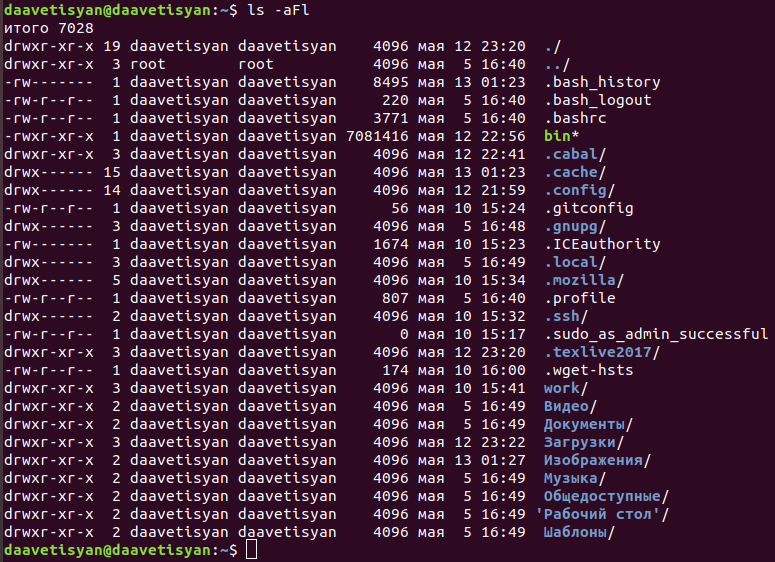 daavetisyan@daavetisyan:~$ ls -aFl
итого 7028
drwxr-xr-x 19 daavetisyan daavetisyan    4096 мая 12 23:20  ./
drwxr-xr-x  3 root        root           4096 мая  5 16:40  ../
-rw-------  1 daavetisyan daavetisyan    8495 мая 13 01:23  .bash_history
-rw-r--r--  1 daavetisyan daavetisyan     220 мая  5 16:40  .bash_logout
-rw-r--r--  1 daavetisyan daavetisyan    3771 мая  5 16:40  .bashrc
-rwxr-xr-x  1 daavetisyan daavetisyan 7081416 мая 12 22:56  bin*
drwxr-xr-x  3 daavetisyan daavetisyan    4096 мая 12 22:41  .cabal/
drwx------ 15 daavetisyan daavetisyan    4096 мая 13 01:23  .cache/
drwx------ 14 daavetisyan daavetisyan    4096 мая 12 21:59  .config/
-rw-r--r--  1 daavetisyan daavetisyan      56 мая 10 15:24  .gitconfig
drwx------  3 daavetisyan daavetisyan    4096 мая  5 16:48  .gnupg/
-rw-------  1 daavetisyan daavetisyan    1674 мая 10 15:23  .ICEauthority
drwx------  3 daavetisyan daavetisyan    4096 мая  5 16:49  .local/
drwx------  5 daavetisyan daavetisyan    4096 мая 10 15:34  .mozilla/
-rw-r--r--  1 daavetisyan daavetisyan     807 мая  5 16:40  .profile
drwx------  2 daavetisyan daavetisyan    4096 мая 10 15:32  .ssh/
-rw-r--r--  1 daavetisyan daavetisyan       0 мая 10 15:17  .sudo_as_admin_successful
drwxr-xr-x  3 daavetisyan daavetisyan    4096 мая 12 23:20  .texlive2017/
-rw-r--r--  1 daavetisyan daavetisyan     174 мая 10 16:00  .wget-hsts
drwxr-xr-x  3 daavetisyan daavetisyan    4096 мая 10 15:41  work/
drwxr-xr-x  2 daavetisyan daavetisyan    4096 мая  5 16:49  Видео/
drwxr-xr-x  2 daavetisyan daavetisyan    4096 мая  5 16:49  Документы/
drwxr-xr-x  3 daavetisyan daavetisyan    4096 мая 12 23:22  Загрузки/
drwxr-xr-x  2 daavetisyan daavetisyan    4096 мая 13 01:27  Изображения/
drwxr-xr-x  2 daavetisyan daavetisyan    4096 мая  5 16:49  Музыка/
drwxr-xr-x  2 daavetisyan daavetisyan    4096 мая  5 16:49  Общедоступные/
drwxr-xr-x  2 daavetisyan daavetisyan    4096 мая  5 16:49 'Рабочий стол'/
drwxr-xr-x  2 daavetisyan daavetisyan    4096 мая  5 16:49  Шаблоны/
daavetisyan@daavetisyan:~$